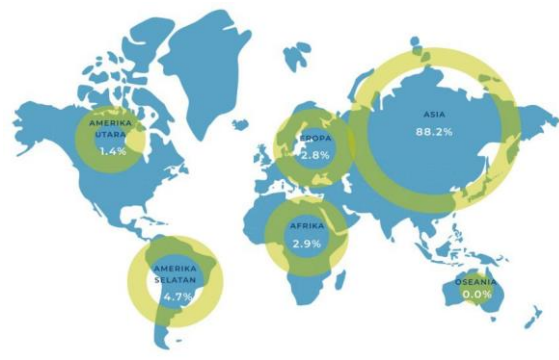 AMERIKA
UTARA
1.4%
EROPA
2.8%
ASIA
88.2%
AFRIKA
2.9%
AMERIKA
SELATAN
4.7%
OSEANIA
0.0%